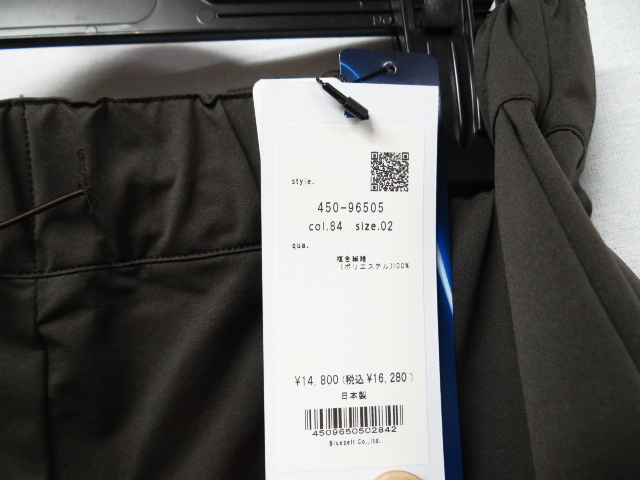 style.
450-96505
col.84 size.02
qua.
複合繊維
(ポリエステル)100%
¥14,800(税込¥16,280)
日本製
4509650502842
Bluebelt Co.,ltd.